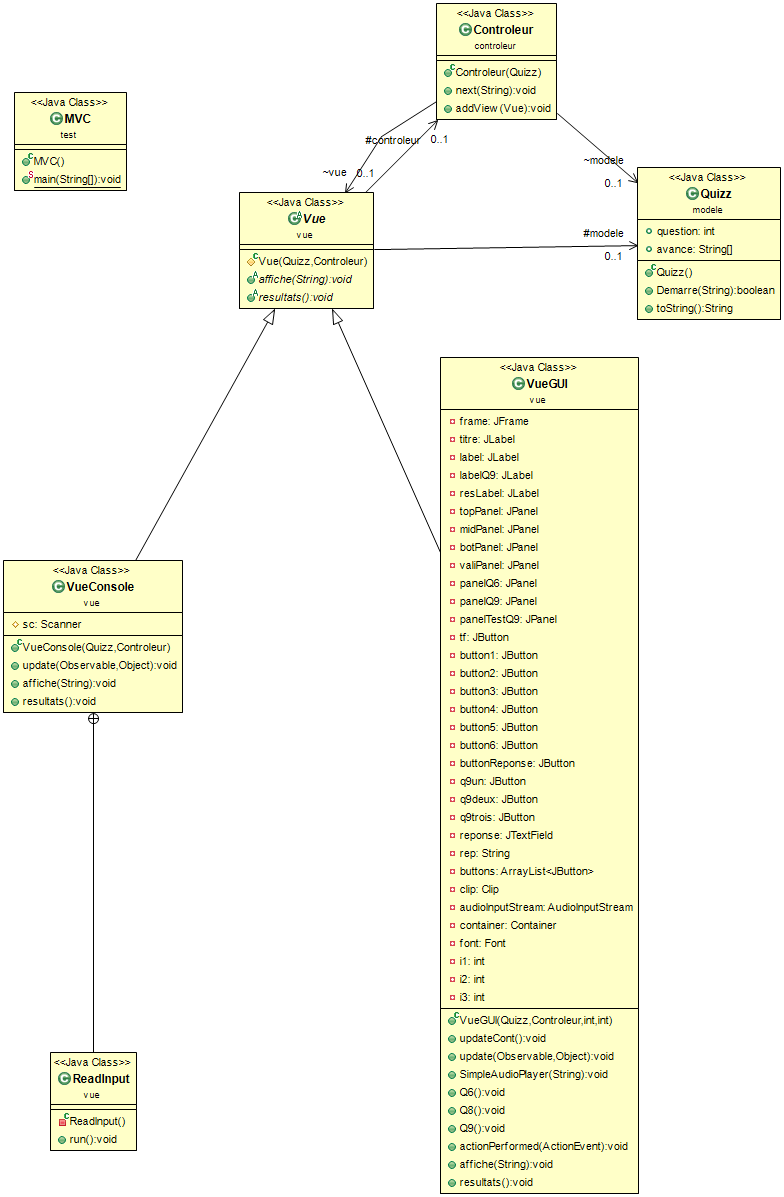 <<Java Class>>
Controleur
controleur
Controleur(Quizz)
next(String):void
addView (Vue):void
<<Java Class>>
MVC
test
MVC()
main(String[]):void
#controleur
0..1
~vue
0..1
~modele
0..1
<<Java Class>>
Quizz
modele
question: int
avance: String[]
Quizz()
Demarre(String):boolean
toString():String
<<Java Class>>
Vue
vue
Vue(Quizz,Controleur)
affiche(String):void
resultats():void
#modele
0..1
<<Java Class>>
VueGUI
vue
frame: JFrame
titre: JLabel
label: JLabel
labelQ9: JLabel
resLabel: JLabel
topPanel: JPanel
midPanel: JPanel
botPanel: JPanel
valiPanel: JPanel
panelQ6: JPanel
panelQ9: JPanel
panelTestQ9: JPanel
tf: JButton
button1: JButton
button2: JButton
button3: JButton
button4: JButton
button5: JButton
button6: JButton
buttonReponse: JButton
q9un: JButton
q9deux: JButton
q9trois: JButton
reponse: JTextField
rep: String
buttons: ArrayList<JButton>
clip: Clip
audioInputStream: AudioInputStream
container: Container
font: Font
i1: int
i2: int
i3: int
VueGUI(Quizz,Controleur,int,int)
updateCont():void
update(Observable,Object):void
SimpleAudioPlayer(String):void
Q6():void
Q8():void
Q9():void
actionPerformed(ActionEvent):void
affiche(String):void
resultats():void
<<Java Class>>
VueConsole
vue
sc: Scanner
VueConsole(Quizz,Controleur)
update(Observable,Object):void
affiche(String):void
resultats():void
<<Java Class>>
ReadInput
vue
ReadInput()
run():void